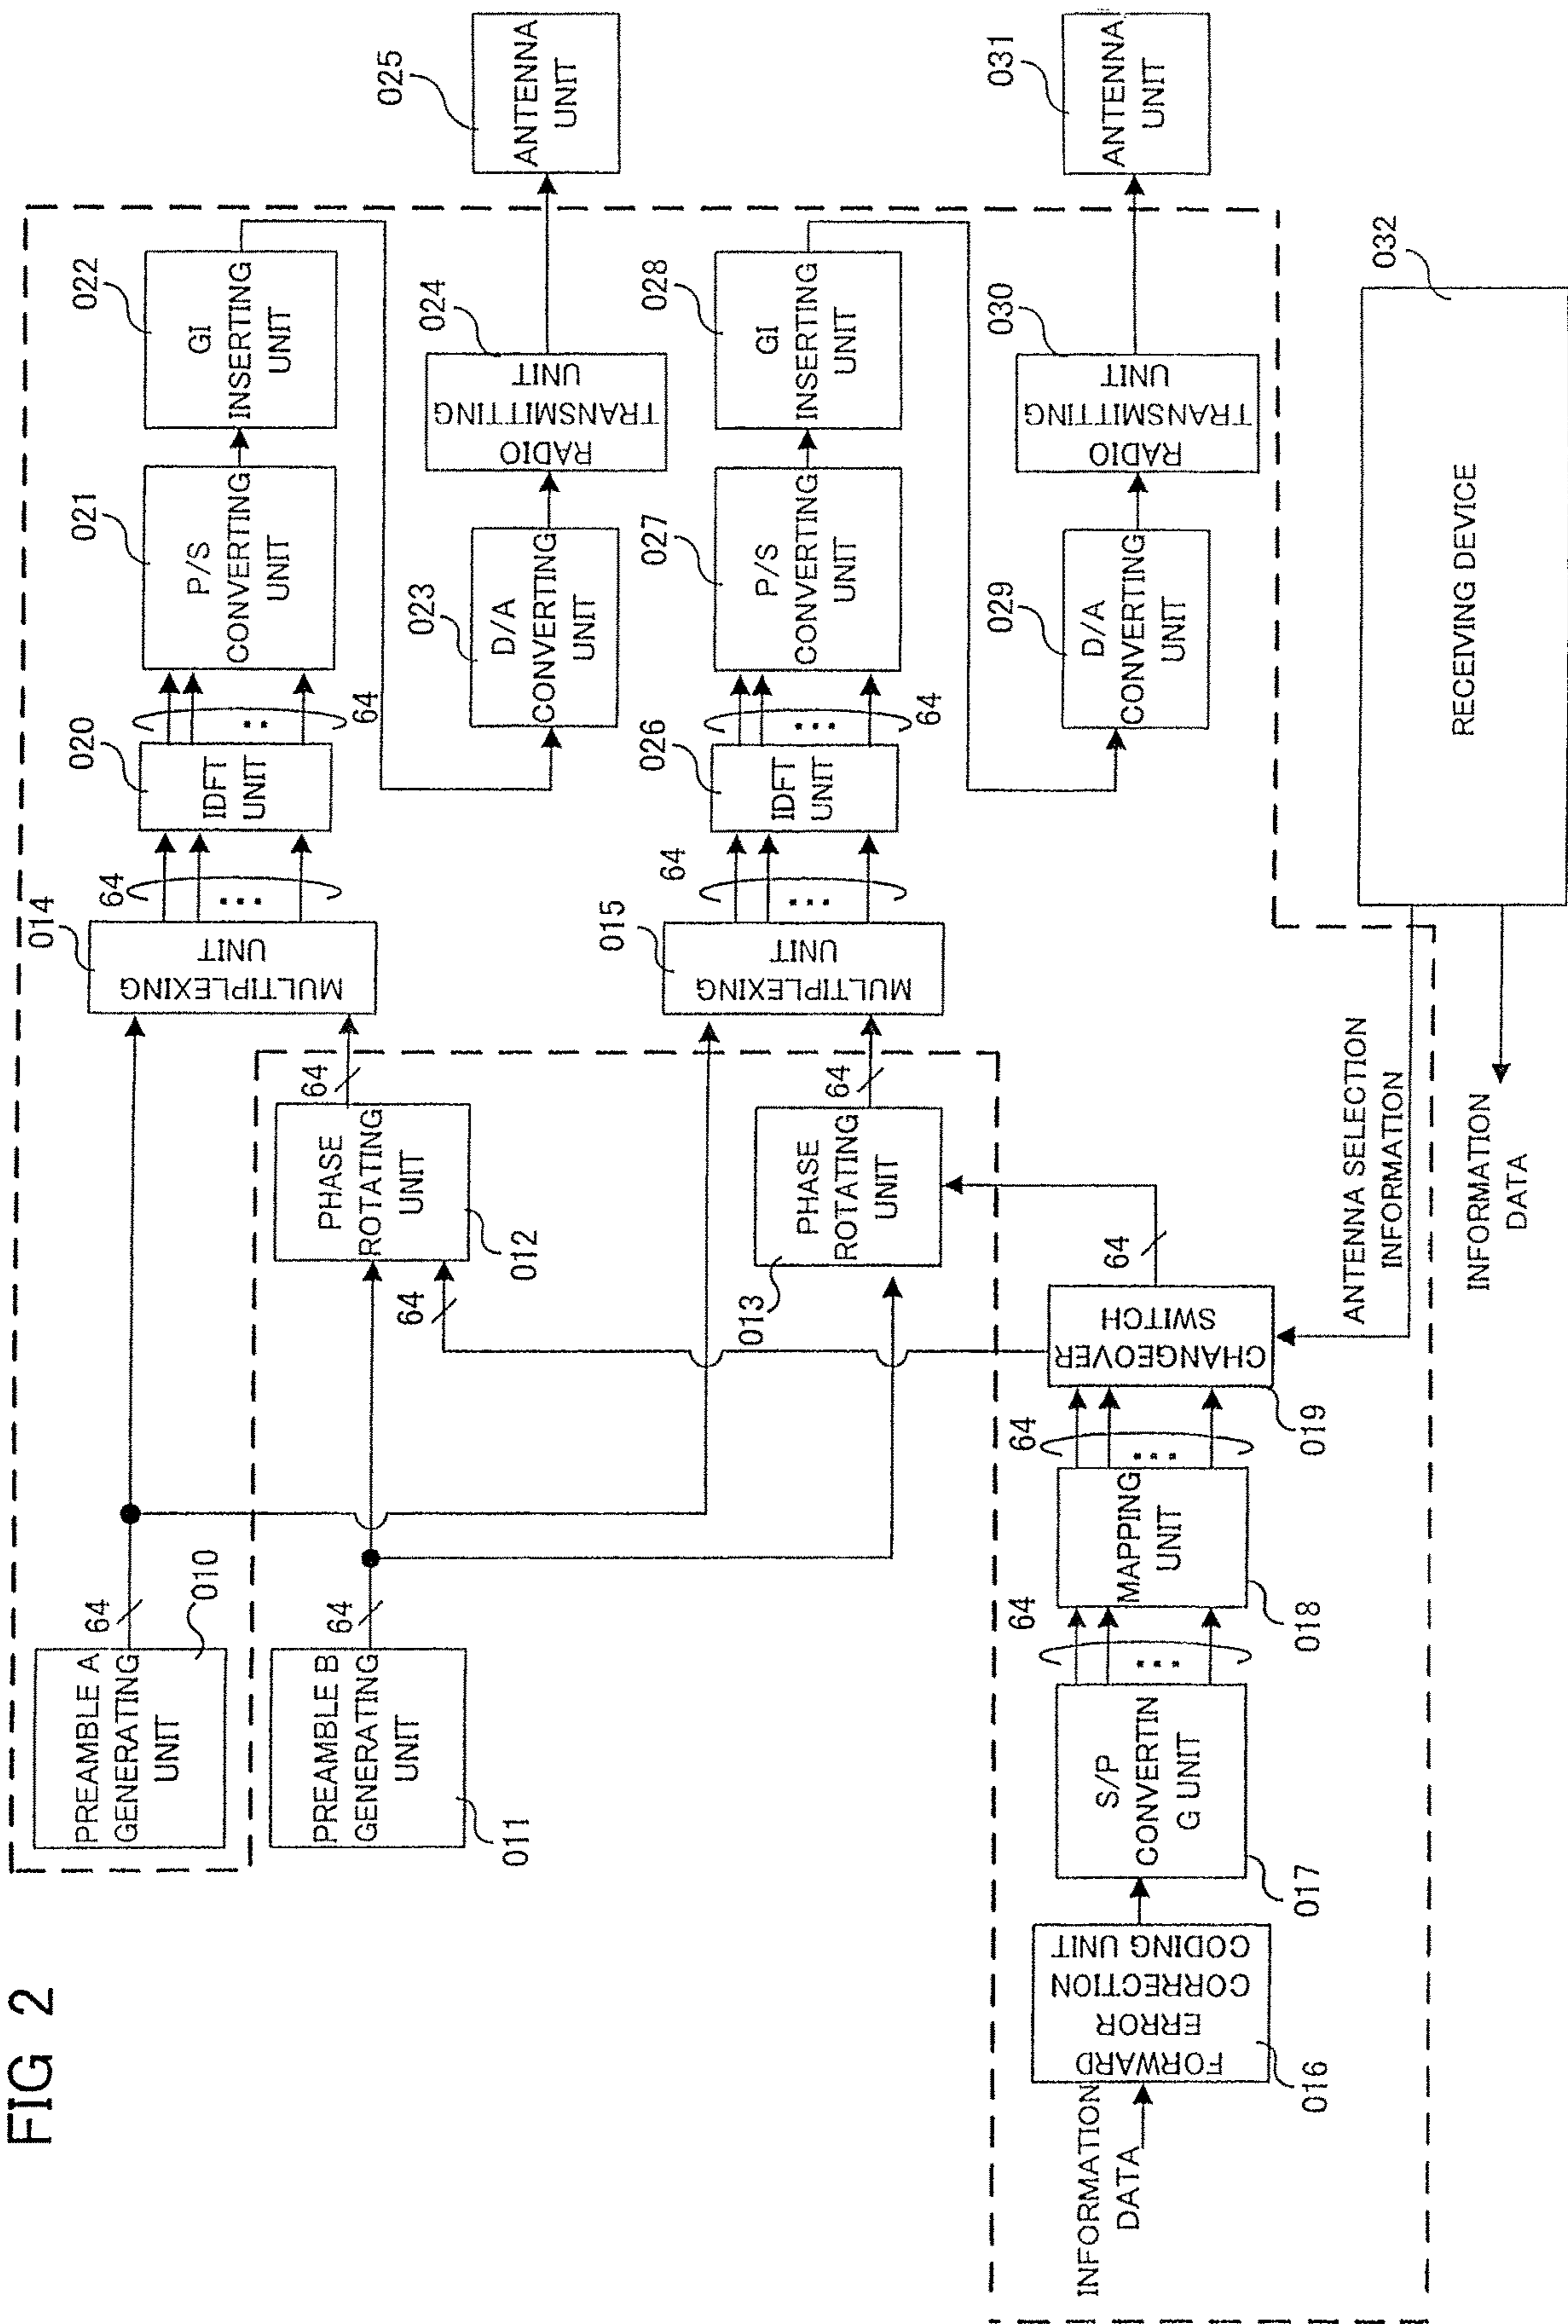 FIG 2
PREAMBLE A
GENERATING
UNIT
010
64
014
MULTIPLEXING
UNIT
64
...
020
IDFT
UNIT
64
..
021
P/S
CONVERTING
UNIT
022
GI
INSERTING
UNIT
023
D/A
CONVERTING
UNIT
024
RADIO
TRANSMITTING
UNIT
025
ANTENNA
UNIT
PREAMBLE B
GENERATING
UNIT
011
64
PHASE
ROTATING
UNIT
012
64
64
015
MULTIPLEXING
UNIT
64
...
026
IDFT
UNIT
64
...
027
P/S
CONVERTING
UNIT
028
GI
INSERTING
UNIT
029
D/A
CONVERTING
UNIT
030
RADIO
TRANSMITTING
UNIT
031
ANTENNA
UNIT
PHASE
ROTATING
UNIT
013
64
INFORMATION
DATA
FORWARD
ERROR
CORRECTION
CODING UNIT
016
S/P
CONVERTIN
G UNIT
017
64
...
MAPPING
UNIT
018
64
...
CHANGEOVER
SWITCH
019
64
ANTENNA SELECTION
INFORMATION
INFORMATION
DATA
RECEIVING DEVICE
032